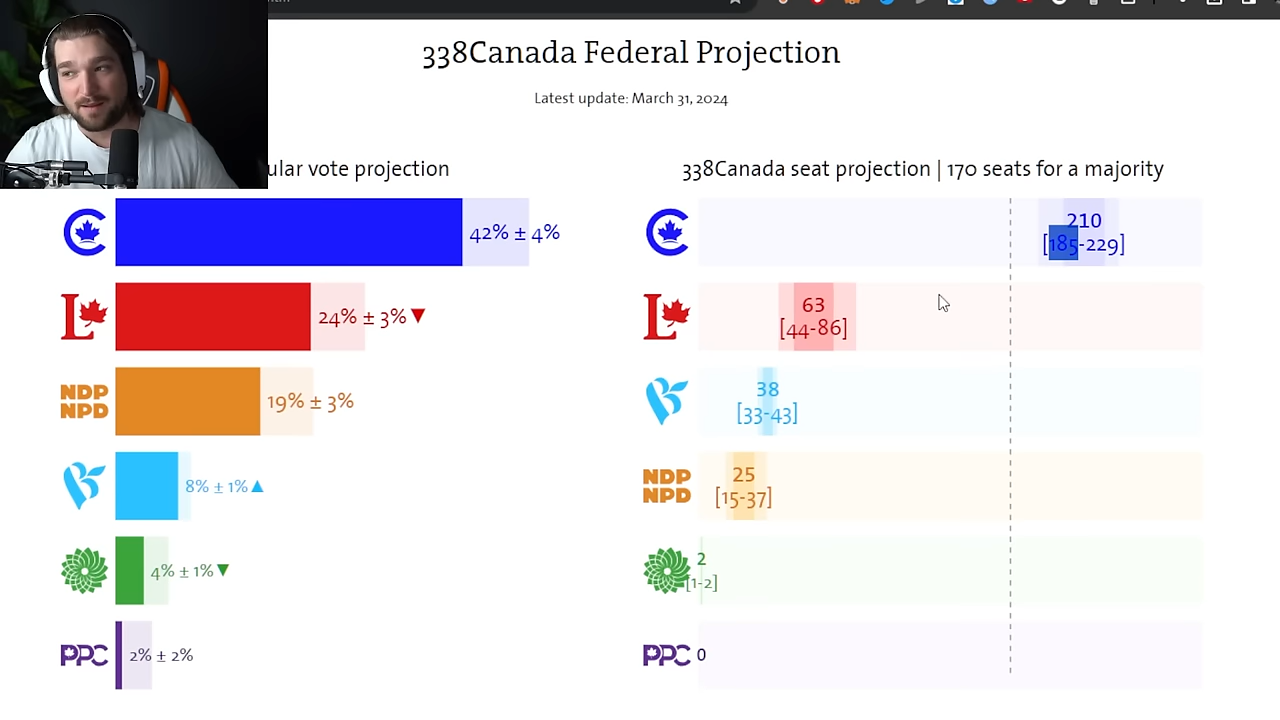 338Canada Federal Projection
Latest update: March 31, 2024
ular vote projection
42% ± 4%
L
24% ± 3%▼
NDP
NPD
19% ± 3%
8% ± 1%▲
4% ± 1%▼
PPC
2% ± 2%
338Canada seat projection | 170 seats for a majority
210
[185-229]
L
63
[44-86]
38
[33-43]
NDP
NPD
25
[15-37]
2
[1-2]
PPC
0